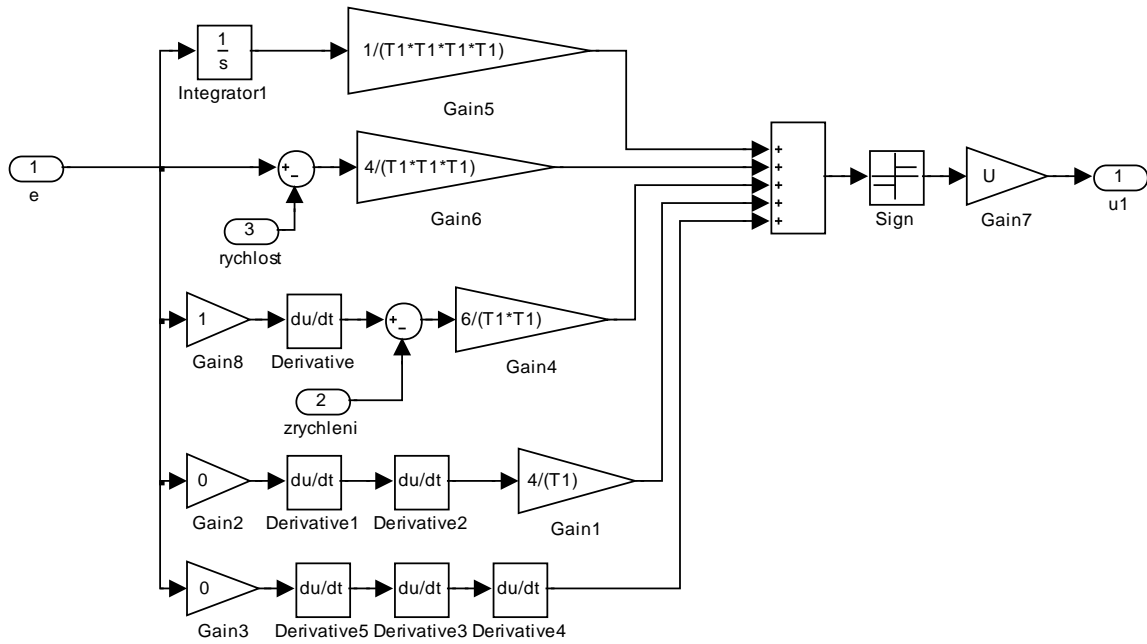 1
s
Integrator1
1/(T1*T1*T1*T1)
Gain5
1
e
+
−
4/(T1*T1*T1)
Gain6
3
rychlost
+
+
+
+
+
Sign
U
Gain7
1
u1
1
Gain8
du/dt
Derivative
+
−
6/(T1*T1)
Gain4
2
zrychleni
0
Gain2
du/dt
Derivative1
du/dt
Derivative2
4/(T1)
Gain1
0
Gain3
du/dt
Derivative5
du/dt
Derivative3
du/dt
Derivative4